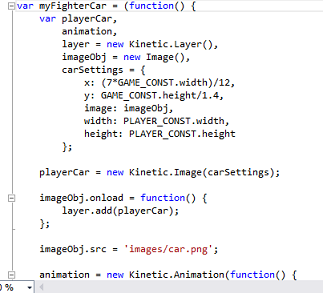 var myFighterCar = (function() {
    var playerCar,
        animation,
        layer = new Kinetic.Layer(),
        imageObj = new Image(),
        carSettings = {
            x: (7*GAME_CONST.width)/12,
            y: GAME_CONST.height/1.4,
            image: imageObj,
            width: PLAYER_CONST.width,
            height: PLAYER_CONST.height
        };

    playerCar = new Kinetic.Image(carSettings);

    imageObj.onload = function() {
        layer.add(playerCar);
    };

    imageObj.src = 'images/car.png';

    animation = new Kinetic.Animation(function() {
0 %